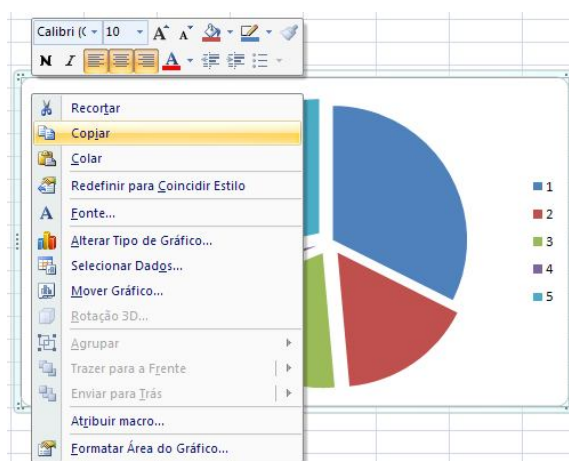 Calibri (C 10 A A
N I A
Recortar
Copiar
Colar
Redefinir para Coincidir Estilo
A Fonte...
Alterar Tipo de Gráfico...
Selecionar Dados...
Mover Gráfico...
Rotação 3D...
Agrupar
Trazer para a Frente
Enviar para Trás
Atribuir macro...
Formatar Área do Gráfico...
1
2
3
4
5